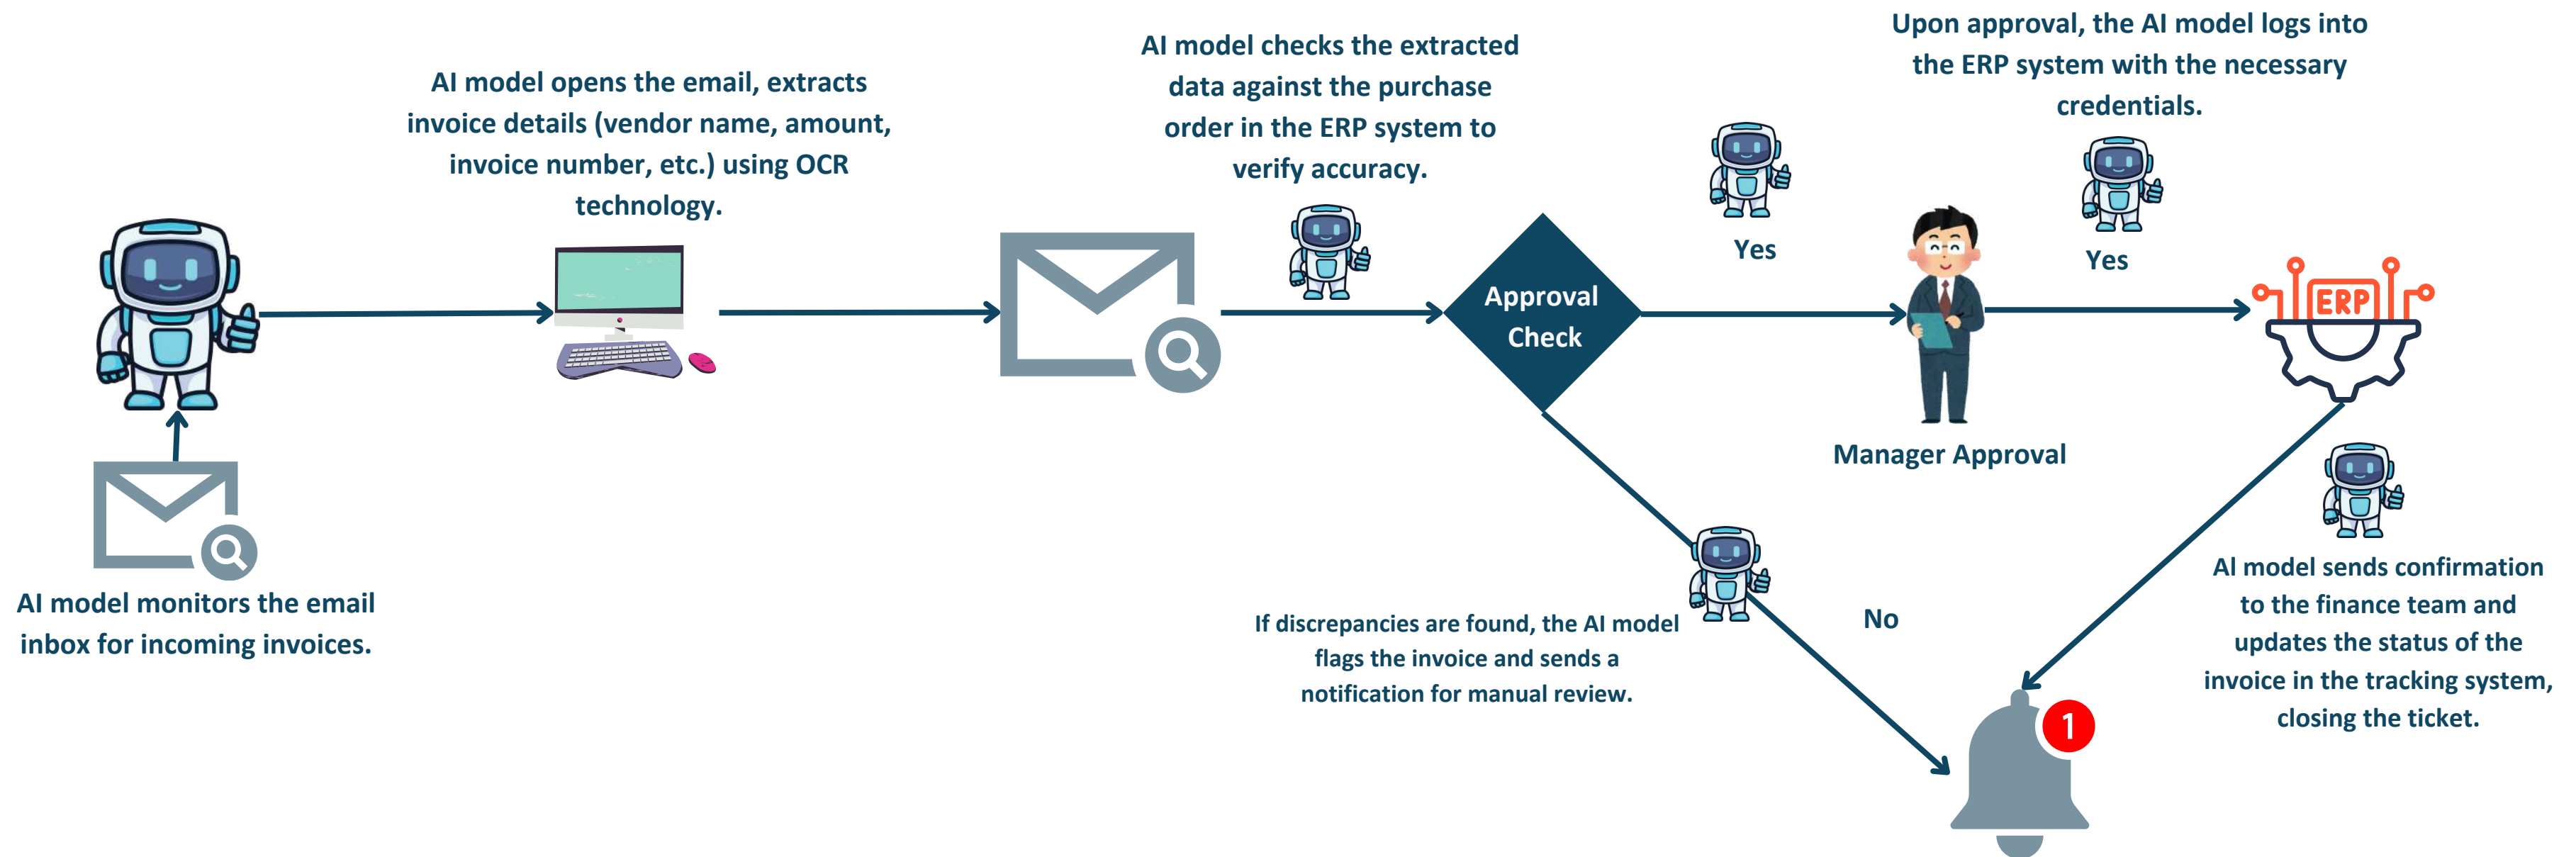 AI model monitors the email
inbox for incoming invoices.
AI model opens the email, extracts
invoice details (vendor name, amount,
invoice number, etc.) using OCR
technology.
AI model checks the extracted
data against the purchase
order in the ERP system to
verify accuracy.
Approval
Check
Yes
Manager Approval
Upon approval, the AI model logs into
the ERP system with the necessary
credentials.
Yes
ERP
If discrepancies are found, the AI model
flags the invoice and sends a
notification for manual review.
No
AI model sends confirmation
to the finance team and
updates the status of the
invoice in the tracking system,
closing the ticket.
1